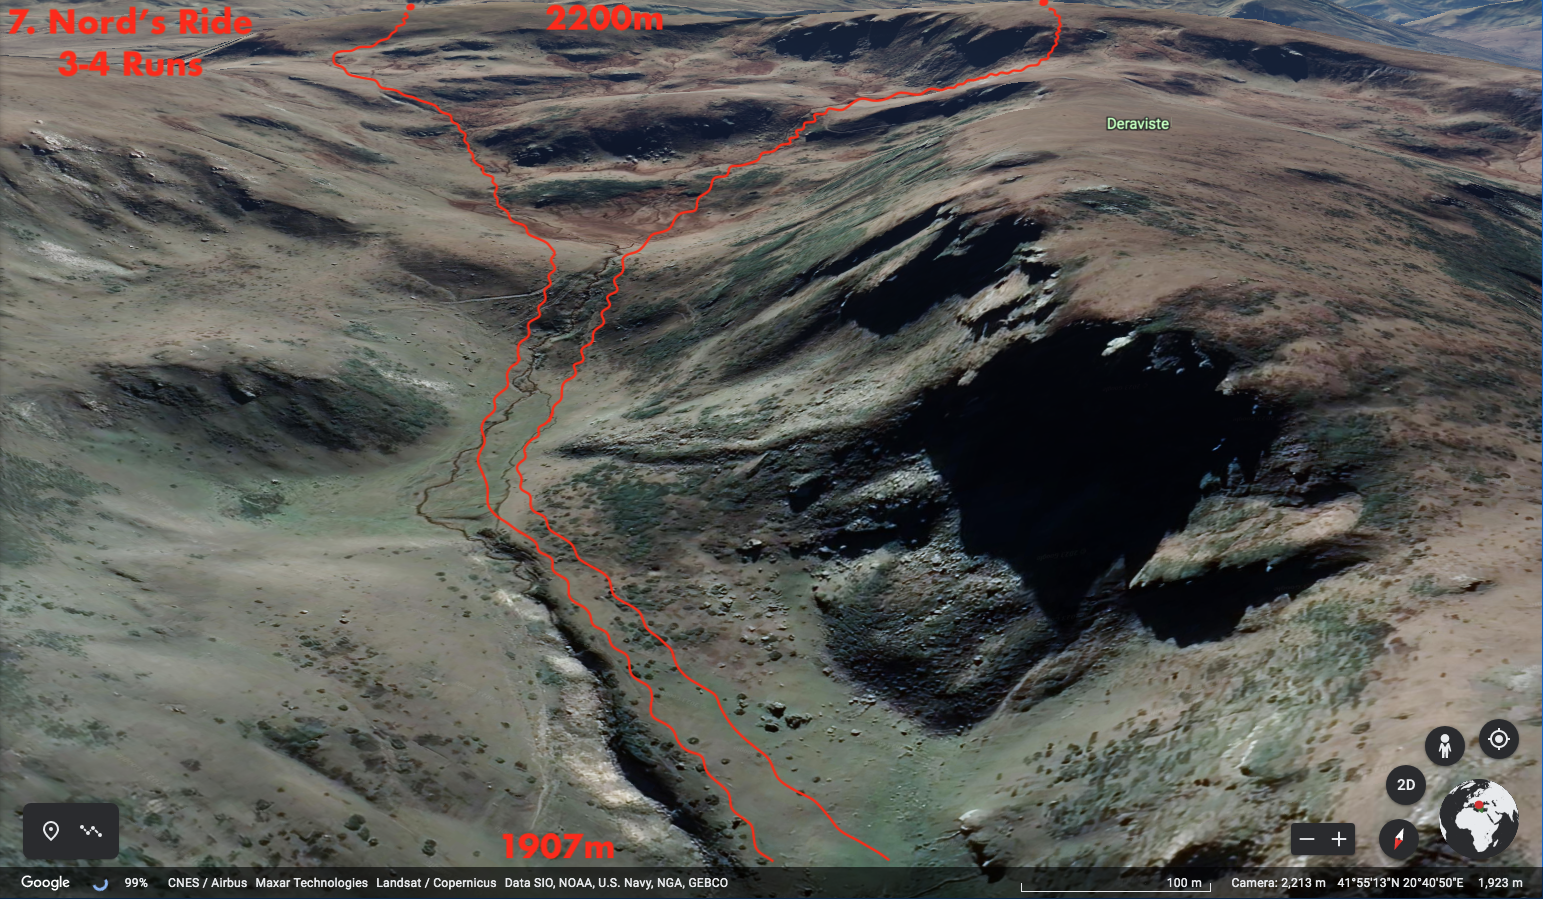 7. Nord's Ride
3-4 Runs
2200m
Deraviste
1907m
2D
Google 99% CNES / Airbus Maxar Technologies Landsat / Copernicus Data SIO, NOAA, U.S. Navy, NGA, GEBCO 100 m Camera: 2,213 m 41°55'13"N 20°40'50"E 1,923 m